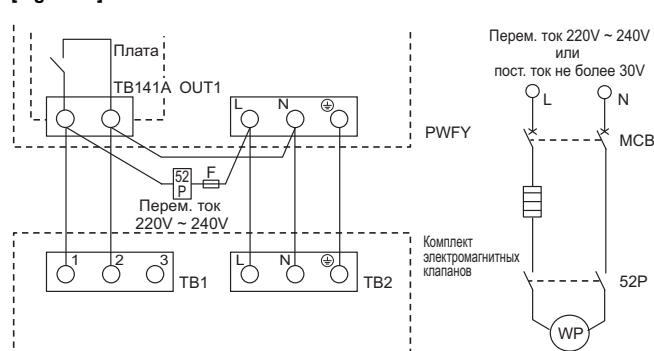 Перем. ток 220V ~ 240V
или
пост. ток не более 30V
Плата
TB141A OUT1
L N
L N
PWFY
MCB
52
P
F
Перем. ток
220V ~ 240V
Комплект
электромагнитных
клапанов
1 2 3
TB1
L N
TB2
52P
WP